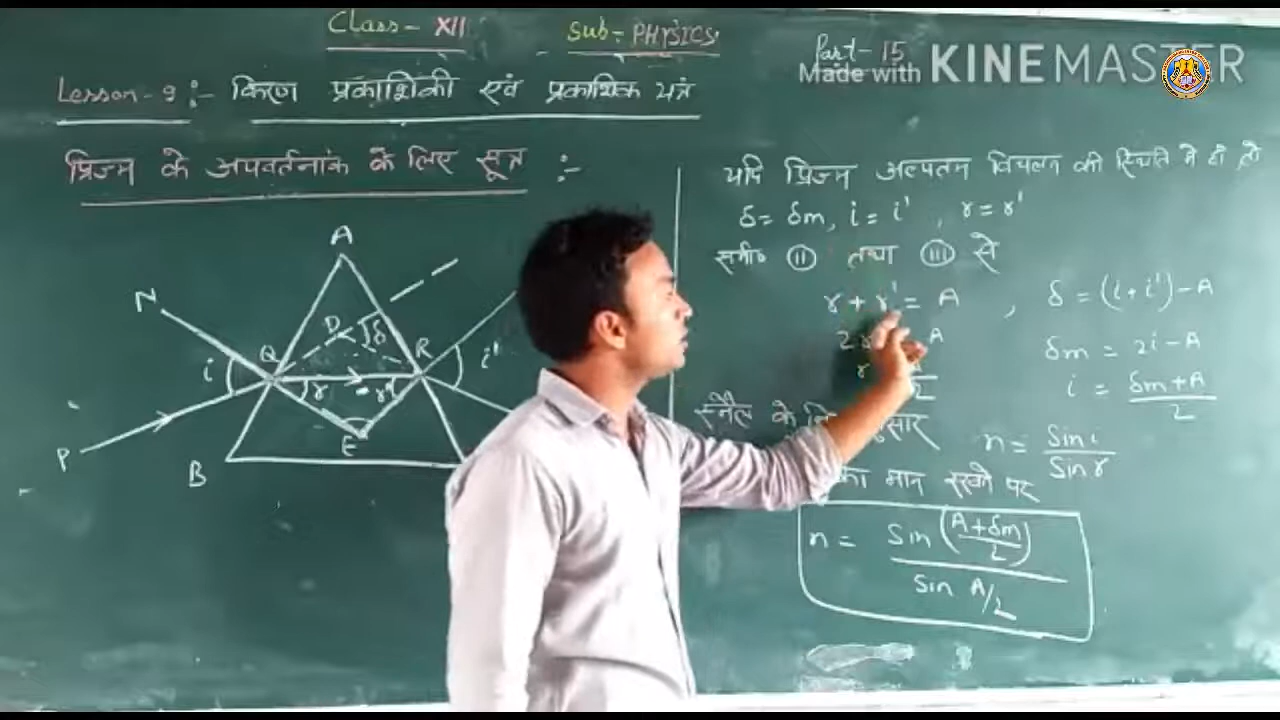 Class - XII Sub:- PHYSICS
Part - 15
Made with KINEMASTER
Lesson - 9 :- किरण प्रकाशिकी एवं प्रकाशिक यंत्र
प्रिज्म के अपवर्तनांक के लिए सूत्र :-
A
N
D
δ
Q
R
i
r
r'
i'
P
E
B
यदि प्रिज्म अल्पतम विचलन की स्थिति में हो तो
δ = δm, i = i' , r = r'
समी० (II) तथा (III) से
r + r' = A , δ = (i + i') - A
2r A δm = 2i - A
r 2 i = (δm + A)/2
स्नैल के नि सार n = Sin i / Sin r
का मान रखने पर
n = Sin ((A + δm)/2) / Sin A/2